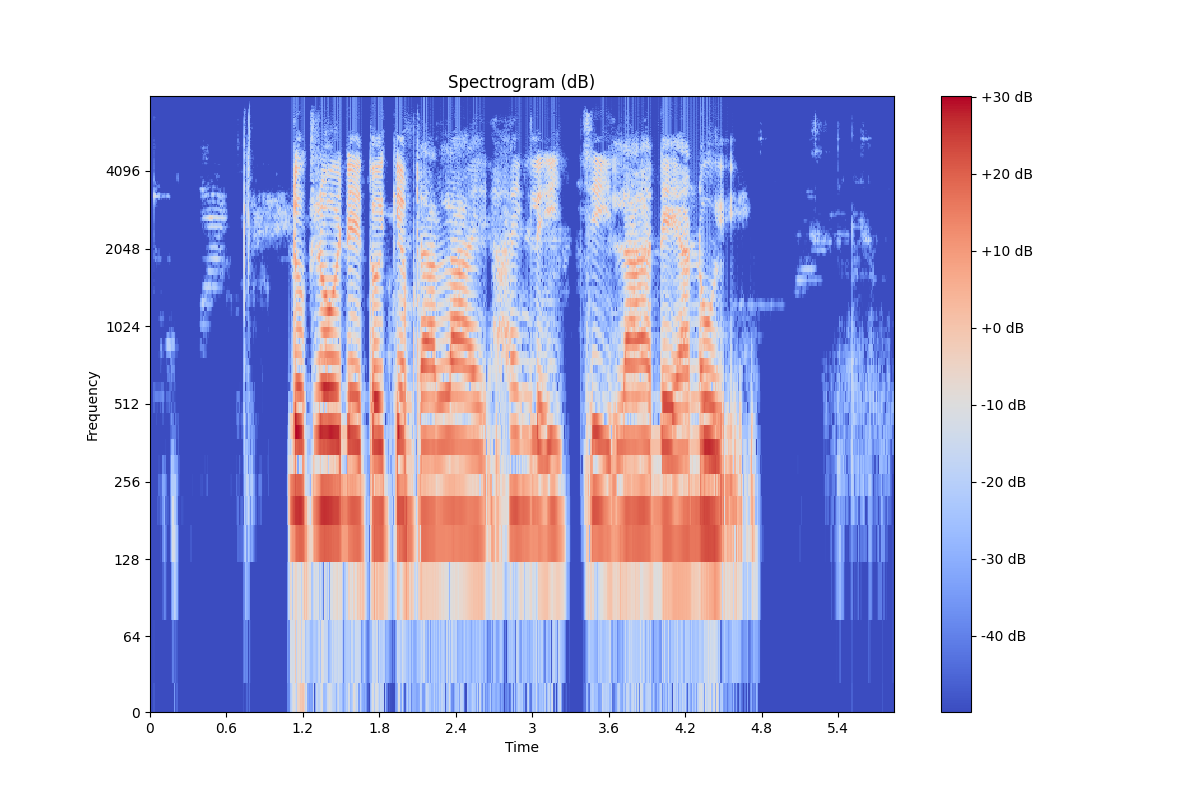 Spectrogram (dB)
+30 dB
+20 dB
+10 dB
+0 dB
-10 dB
-20 dB
-30 dB
-40 dB
Frequency
4096
2048
1024
512
256
128
64
0
0 0.6 1.2 1.8 2.4 3 3.6 4.2 4.8 5.4
Time